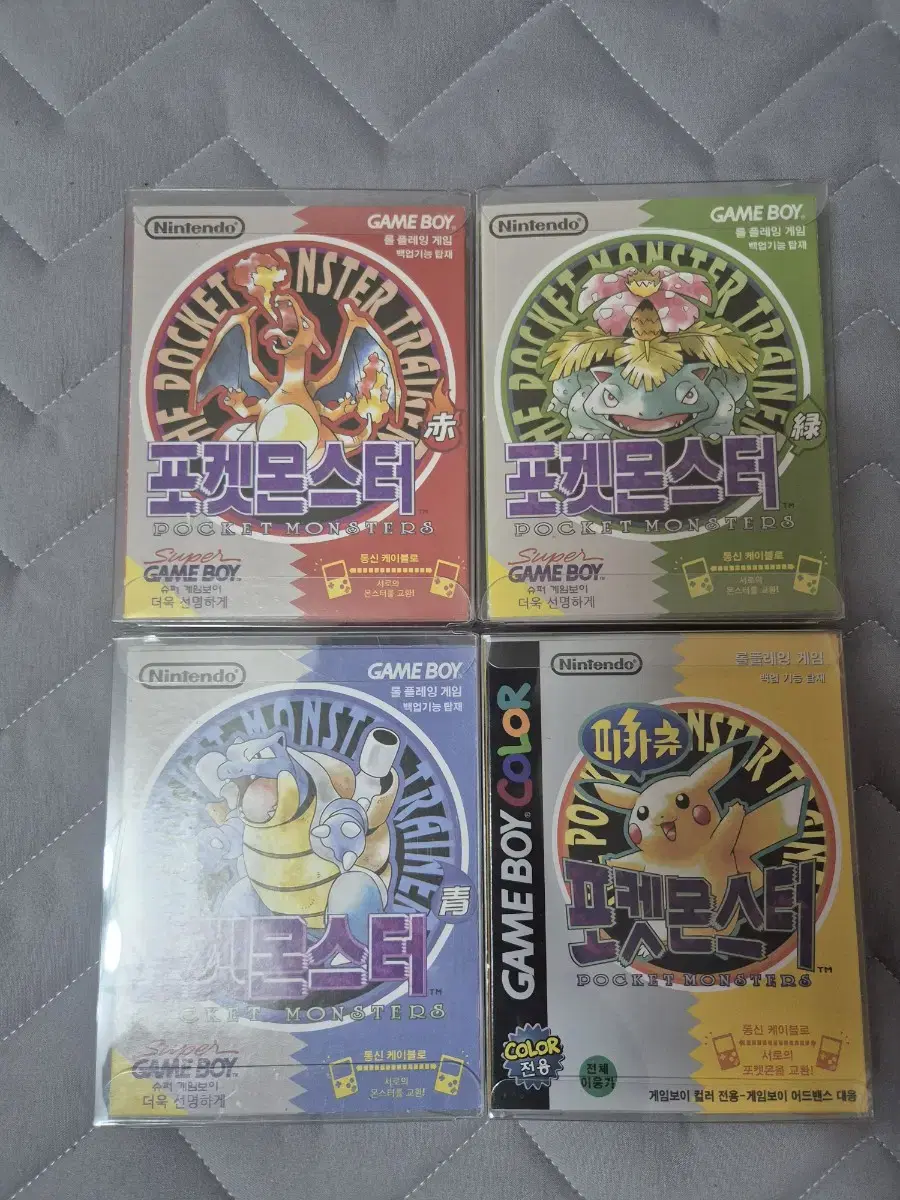 Nintendo
GAME BOY
롤 플레잉 게임
백업기능 탑재
THE POCKET MONSTER TRAINER
赤
포켓몬스터
TM
POCKET MONSTERS
Super
GAME BOY
슈퍼 게임보이
더욱 선명하게
통신 케이블로
서로의
몬스터를 교환!
Nintendo
GAME BOY
롤 플레잉 게임
백업기능 탑재
THE POCKET MONSTER TRAINER
緑
포켓몬스터
TM
POCKET MONSTERS
Super
GAME BOY
슈퍼 게임보이
더욱 선명하게
통신 케이블로
서로의
몬스터를 교환!
Nintendo
GAME BOY
롤 플레잉 게임
백업기능 탑재
MONSTER TRAINER
青
포켓몬스터
TM
POCKET MONSTERS
Super
GAME BOY
슈퍼 게임보이
더욱 선명하게
통신 케이블로
서로의
몬스터를 교환!
GAME BOY COLOR
Nintendo
롤플레잉 게임
백업 기능 탑재
피카츄
포켓몬스터
TM
POCKET MONSTERS
COLOR
전용
전체
이용가
통신 케이블로
서로의
포켓몬을 교환!
게임보이 컬러 전용-게임보이 어드밴스 대응